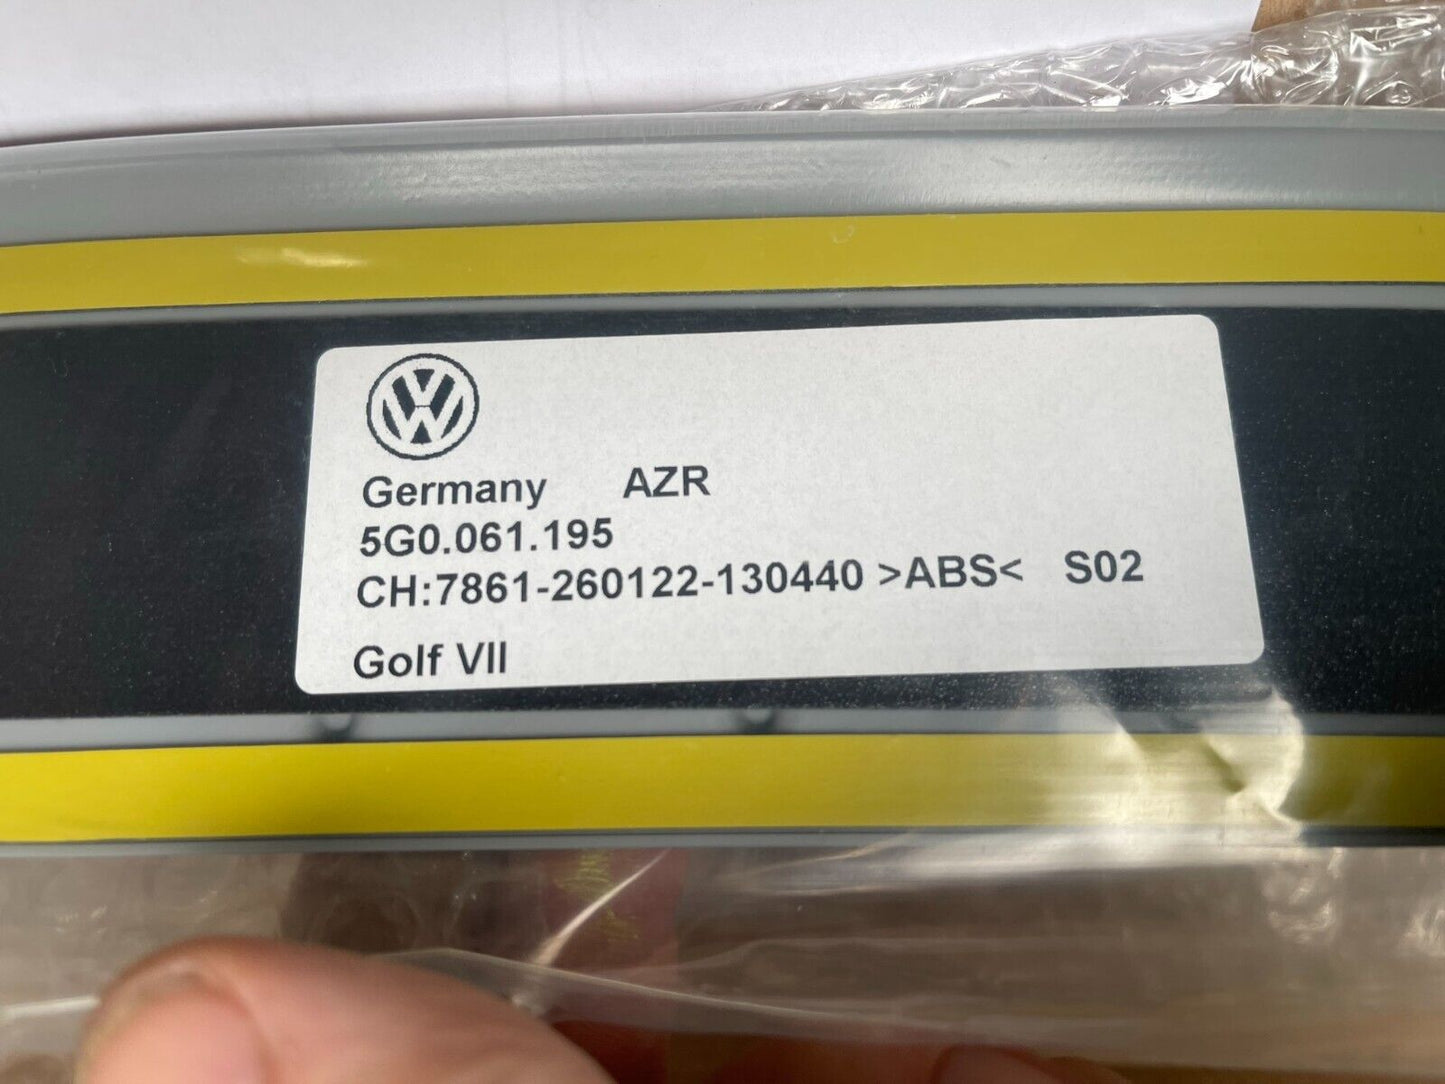 Germany AZR
5G0.061.195
CH:7861-260122-130440 >ABS< S02
Golf VII